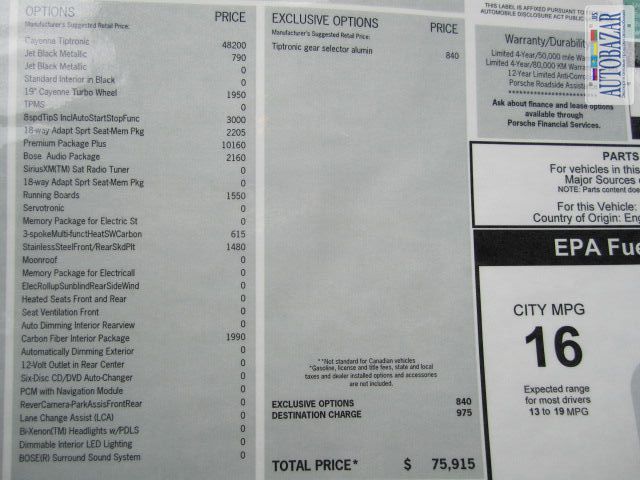 OPTIONS PRICE
Manufacturer's Suggested Retail Price:
Cayenne Tiptronic 48200
Jet Black Metallic 790
Jet Black Metallic 0
Standard Interior in Black 0
19" Cayenne Turbo Wheel 1950
TPMS 0
8spdTipS InclAutoStartStopFunc 3000
18-way Adapt Sprt Seat-Mem Pkg 2205
Premium Package Plus 10160
Bose Audio Package 2160
SiriusXM(TM) Sat Radio Tuner 0
18-way Adapt Sprt Seat-Mem Pkg 0
Running Boards 1550
Servotronic 0
Memory Package for Electric St 0
3-spokeMulti-functHeatSWCarbon 615
StainlessSteelFront/RearSkdPlt 1480
Moonroof 0
Memory Package for Electricall 0
ElecRollupSunblindRearSideWind 0
Heated Seats Front and Rear 0
Seat Ventilation Front 0
Auto Dimming Interior Rearview 0
Carbon Fiber Interior Package 1990
Automatically Dimming Exterior 0
12-Volt Outlet in Rear Center 0
Six-Disc CD/DVD Auto-Changer 0
PCM with Navigation Module 0
ReverCamera-ParkAssisFrontRear 0
Lane Change Assist (LCA) 0
Bi-Xenon(TM) Headlights w/PDLS 0
Dimmable Interior LED Lighting 0
BOSE(R) Surround Sound System 0
EXCLUSIVE OPTIONS PRICE
Manufacturer's Suggested Retail Price:
Tiptronic gear selector alumin 840
**Not standard for Canadian vehicles
*Gasoline, license and title fees, state and local
taxes and dealer installed options and accessories
are not included.
EXCLUSIVE OPTIONS 840
DESTINATION CHARGE 975
TOTAL PRICE* $ 75,915
THIS LABEL IS AFFIXED PURSUANT TO
AUTOMOBILE DISCLOSURE ACT PUBLIC
Warranty/Durability
Limited 4-Year/50,000 mile
Limited 4-Year/80,000 KM
12-Year Limited
Porsche Roadside
Ask about finance and lease options
available through
Porsche Financial Services.
AUTOBAZAR
.US
PARTS
For vehicles in this
Major Sources
NOTE: Parts content
For this Vehicle:
Country of Origin:
EPA
CITY MPG
16
Expected range
for most drivers
13 to 19 MPG